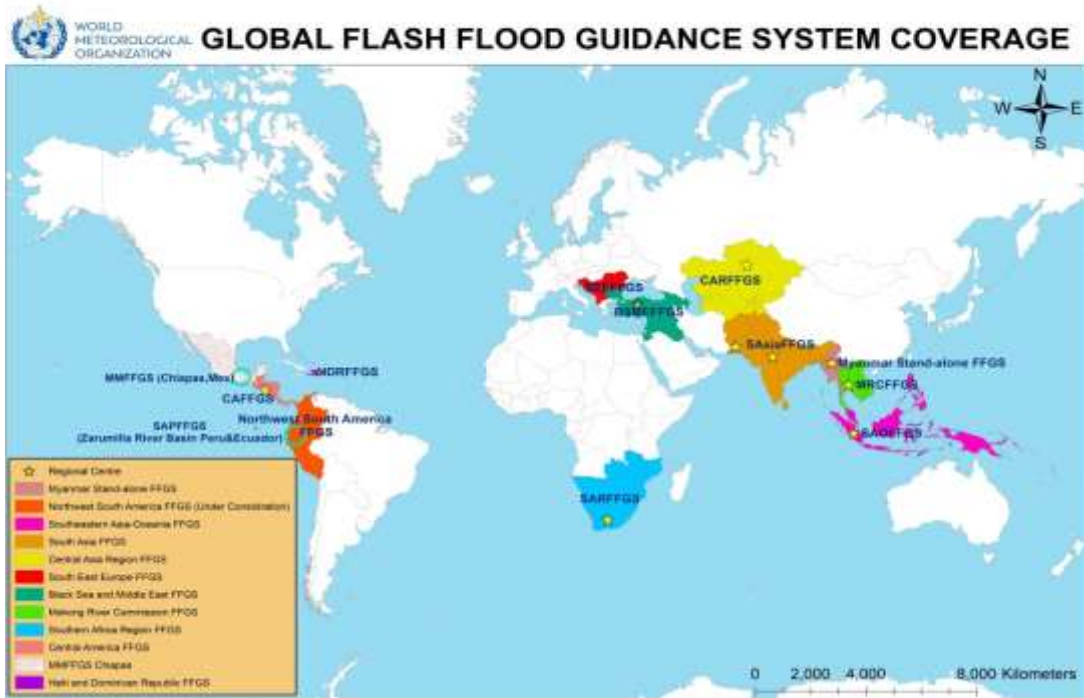 WORLD
METEOROLOGICAL
ORGANIZATION
GLOBAL FLASH FLOOD GUIDANCE SYSTEM COVERAGE
N
W E
S
CARFFGS
SAsiaFFGS
Myanmar Stand-alone FFGS
MRCFFGS
HDRFFGS
MMFFGS (Chiapas,Mex)
CAFFGS
SAPFFGS
(Zarumilla River Basin Peru&Ecuador)
Northwest South America
FFGS
SARFFGS
Regional Centre
Myanmar Stand-alone FFGS
Northwest South America FFGS (Under Considration)
Southeastern Asia-Oceania FFGS
South Asia FFGS
Central Asia Region FFGS
South East Europe FFGS
Black Sea and Middle East FFGS
Mekong River Commission FFGS
Southern Africa Region FFGS
Central America FFGS
MMFFGS Chiapas
Haiti and Dominican Republic FFGS
0 2,000 4,000 8,000 Kilometers